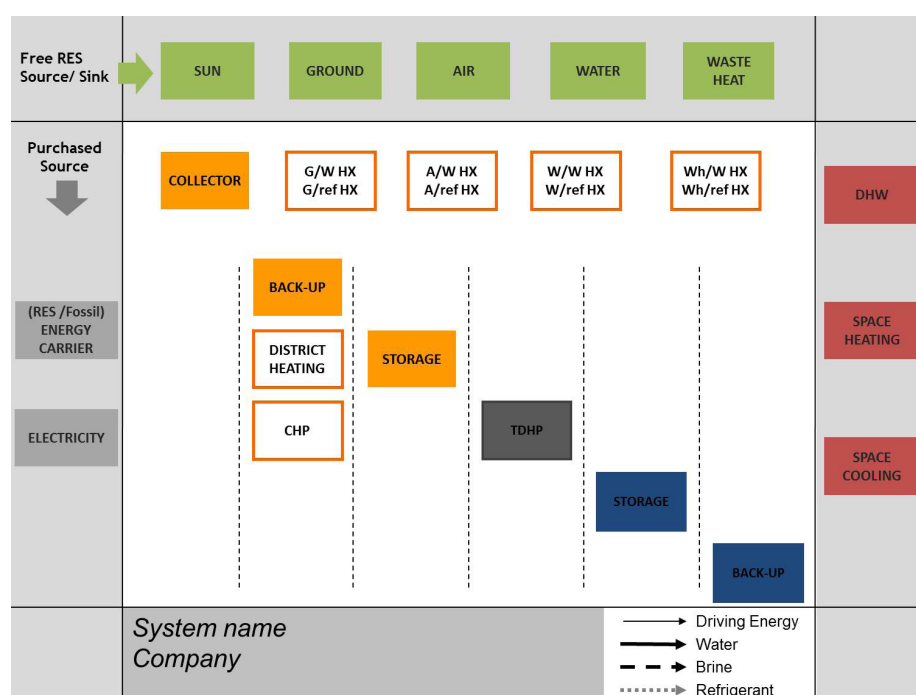 Free RES
Source/ Sink
SUN
GROUND
AIR
WATER
WASTE
HEAT
Purchased
Source
COLLECTOR
G/W HX
G/ref HX
A/W HX
A/ref HX
W/W HX
W/ref HX
Wh/W HX
Wh/ref HX
DHW
BACK-UP
(RES /Fossil)
ENERGY
CARRIER
DISTRICT
HEATING
STORAGE
SPACE
HEATING
ELECTRICITY
CHP
TDHP
SPACE
COOLING
STORAGE
BACK-UP
System name
Company
Driving Energy
Water
Brine
Refrigerant